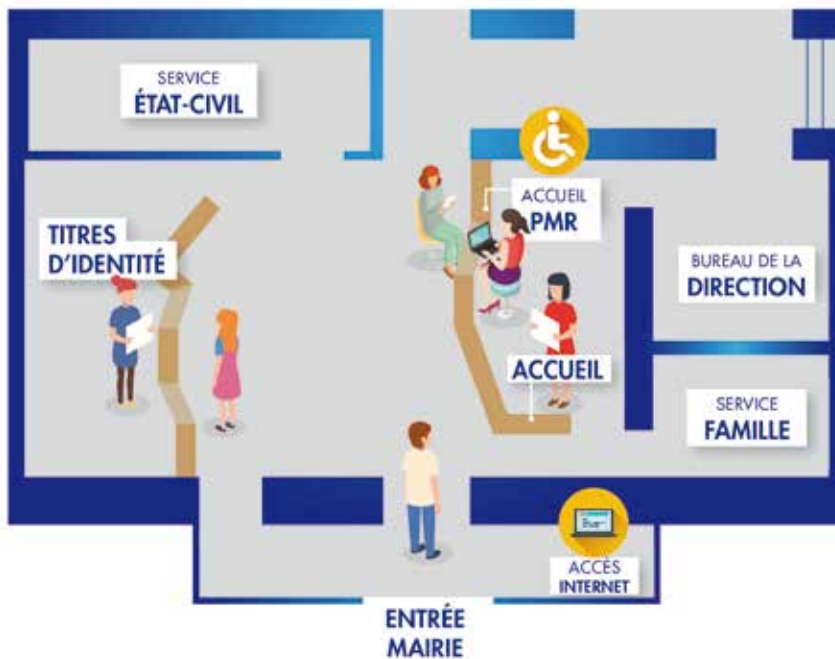 SERVICE
ÉTAT-CIVIL
ACCUEIL
PMR
TITRES
D'IDENTITÉ
BUREAU DE LA
DIRECTION
ACCUEIL
SERVICE
FAMILLE
ACCÈS
INTERNET
ENTRÉE
MAIRIE